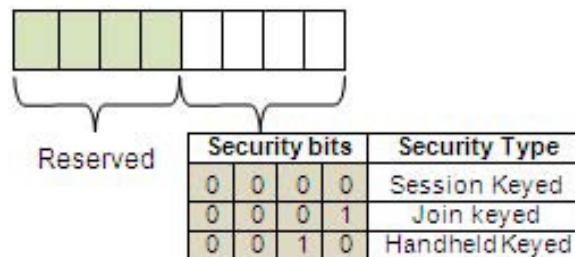 Reserved
Security bits Security Type
0 0 0 0 Session Keyed
0 0 0 1 Join keyed
0 0 1 0 Handheld Keyed